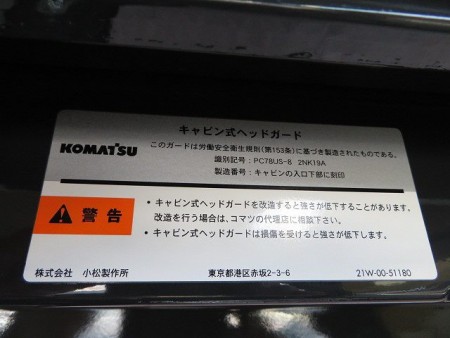 キャビン式ヘッドガード
KOMATSU
このガードは労働安全衛生規則(第153条)に基づき製造されたものである。
識別記号：PC78US-8 2NK19A
製造番号：キャビンの入口下部に刻印
警告
・キャビン式ヘッドガードを改造すると強さが低下することがあります。
改造を行う場合は、コマツの代理店に相談下さい。
・キャビン式ヘッドガードは損傷を受けると強さが低下します。
株式会社 小松製作所 東京都港区赤坂2-3-6 21W-00-51180